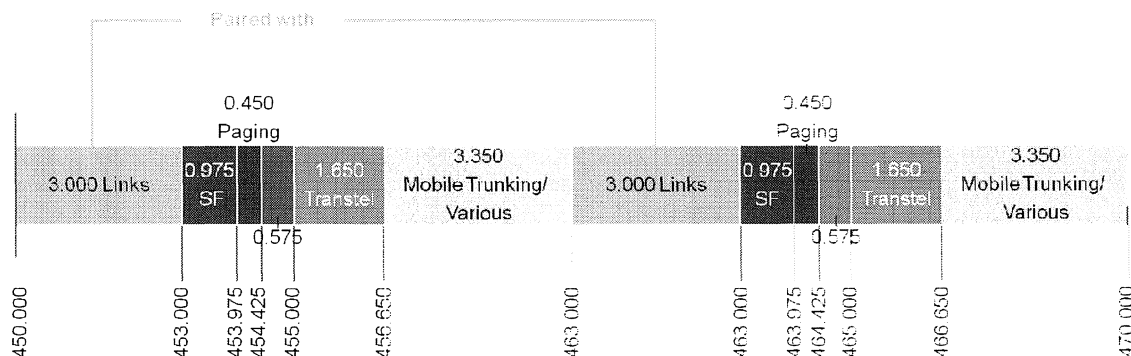 Paired with
0.450
Paging
0.450
Paging
3.000 Links
0.975
SF
1.650
Transtel
3.350
Mobile Trunking/
Various
3.000 Links
0.975
SF
1.650
Transtel
3.350
Mobile Trunking/
Various
0.575
0.575
450.000
453.000
453.975
454.425
455.000
456.650
463.000
463.000
463.975
464.425
465.000
466.650
470.000